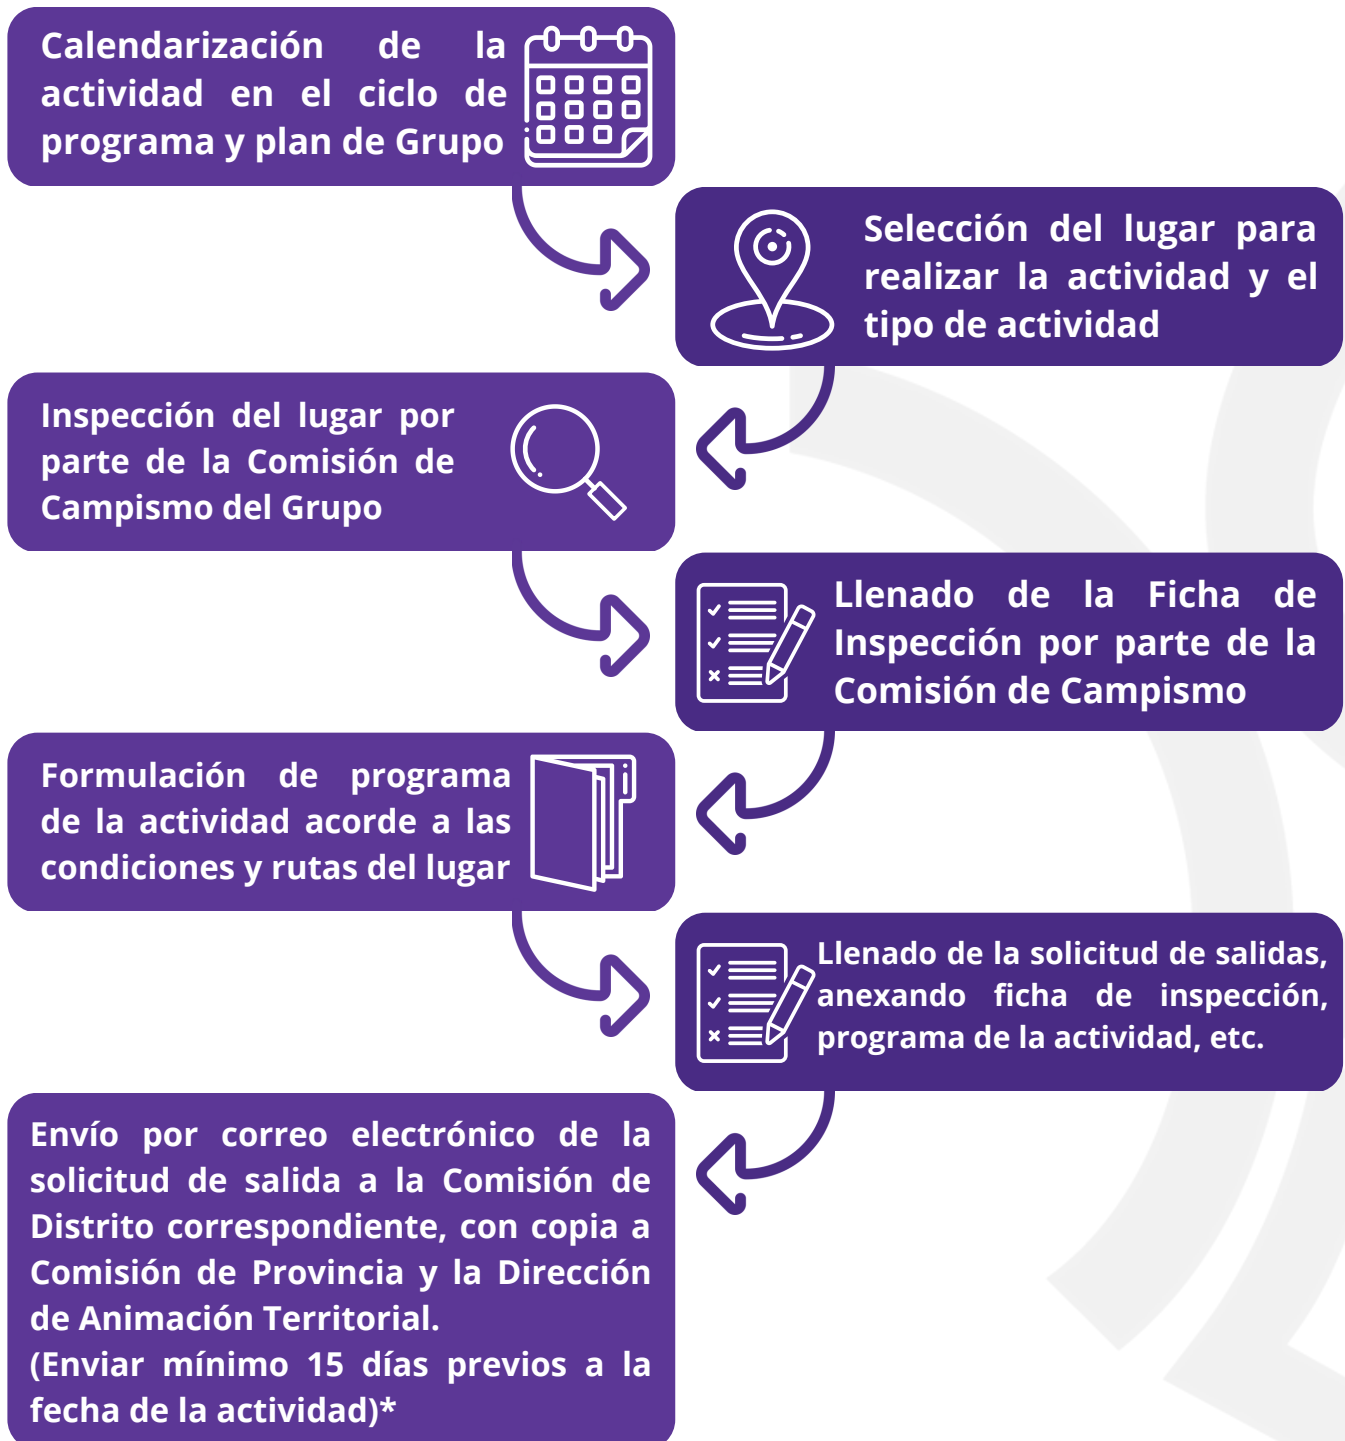 Calendarización de la
actividad en el ciclo de
programa y plan de Grupo
Selección del lugar para
realizar la actividad y el
tipo de actividad
Inspección del lugar por
parte de la Comisión de
Campismo del Grupo
Llenado de la Ficha de
Inspección por parte de la
Comisión de Campismo
Formulación de programa
de la actividad acorde a las
condiciones y rutas del lugar
Llenado de la solicitud de salidas,
anexando ficha de inspección,
programa de la actividad, etc.
Envío por correo electrónico de la
solicitud de salida a la Comisión de
Distrito correspondiente, con copia a
Comisión de Provincia y la Dirección
de Animación Territorial.
(Enviar mínimo 15 días previos a la
fecha de la actividad)*